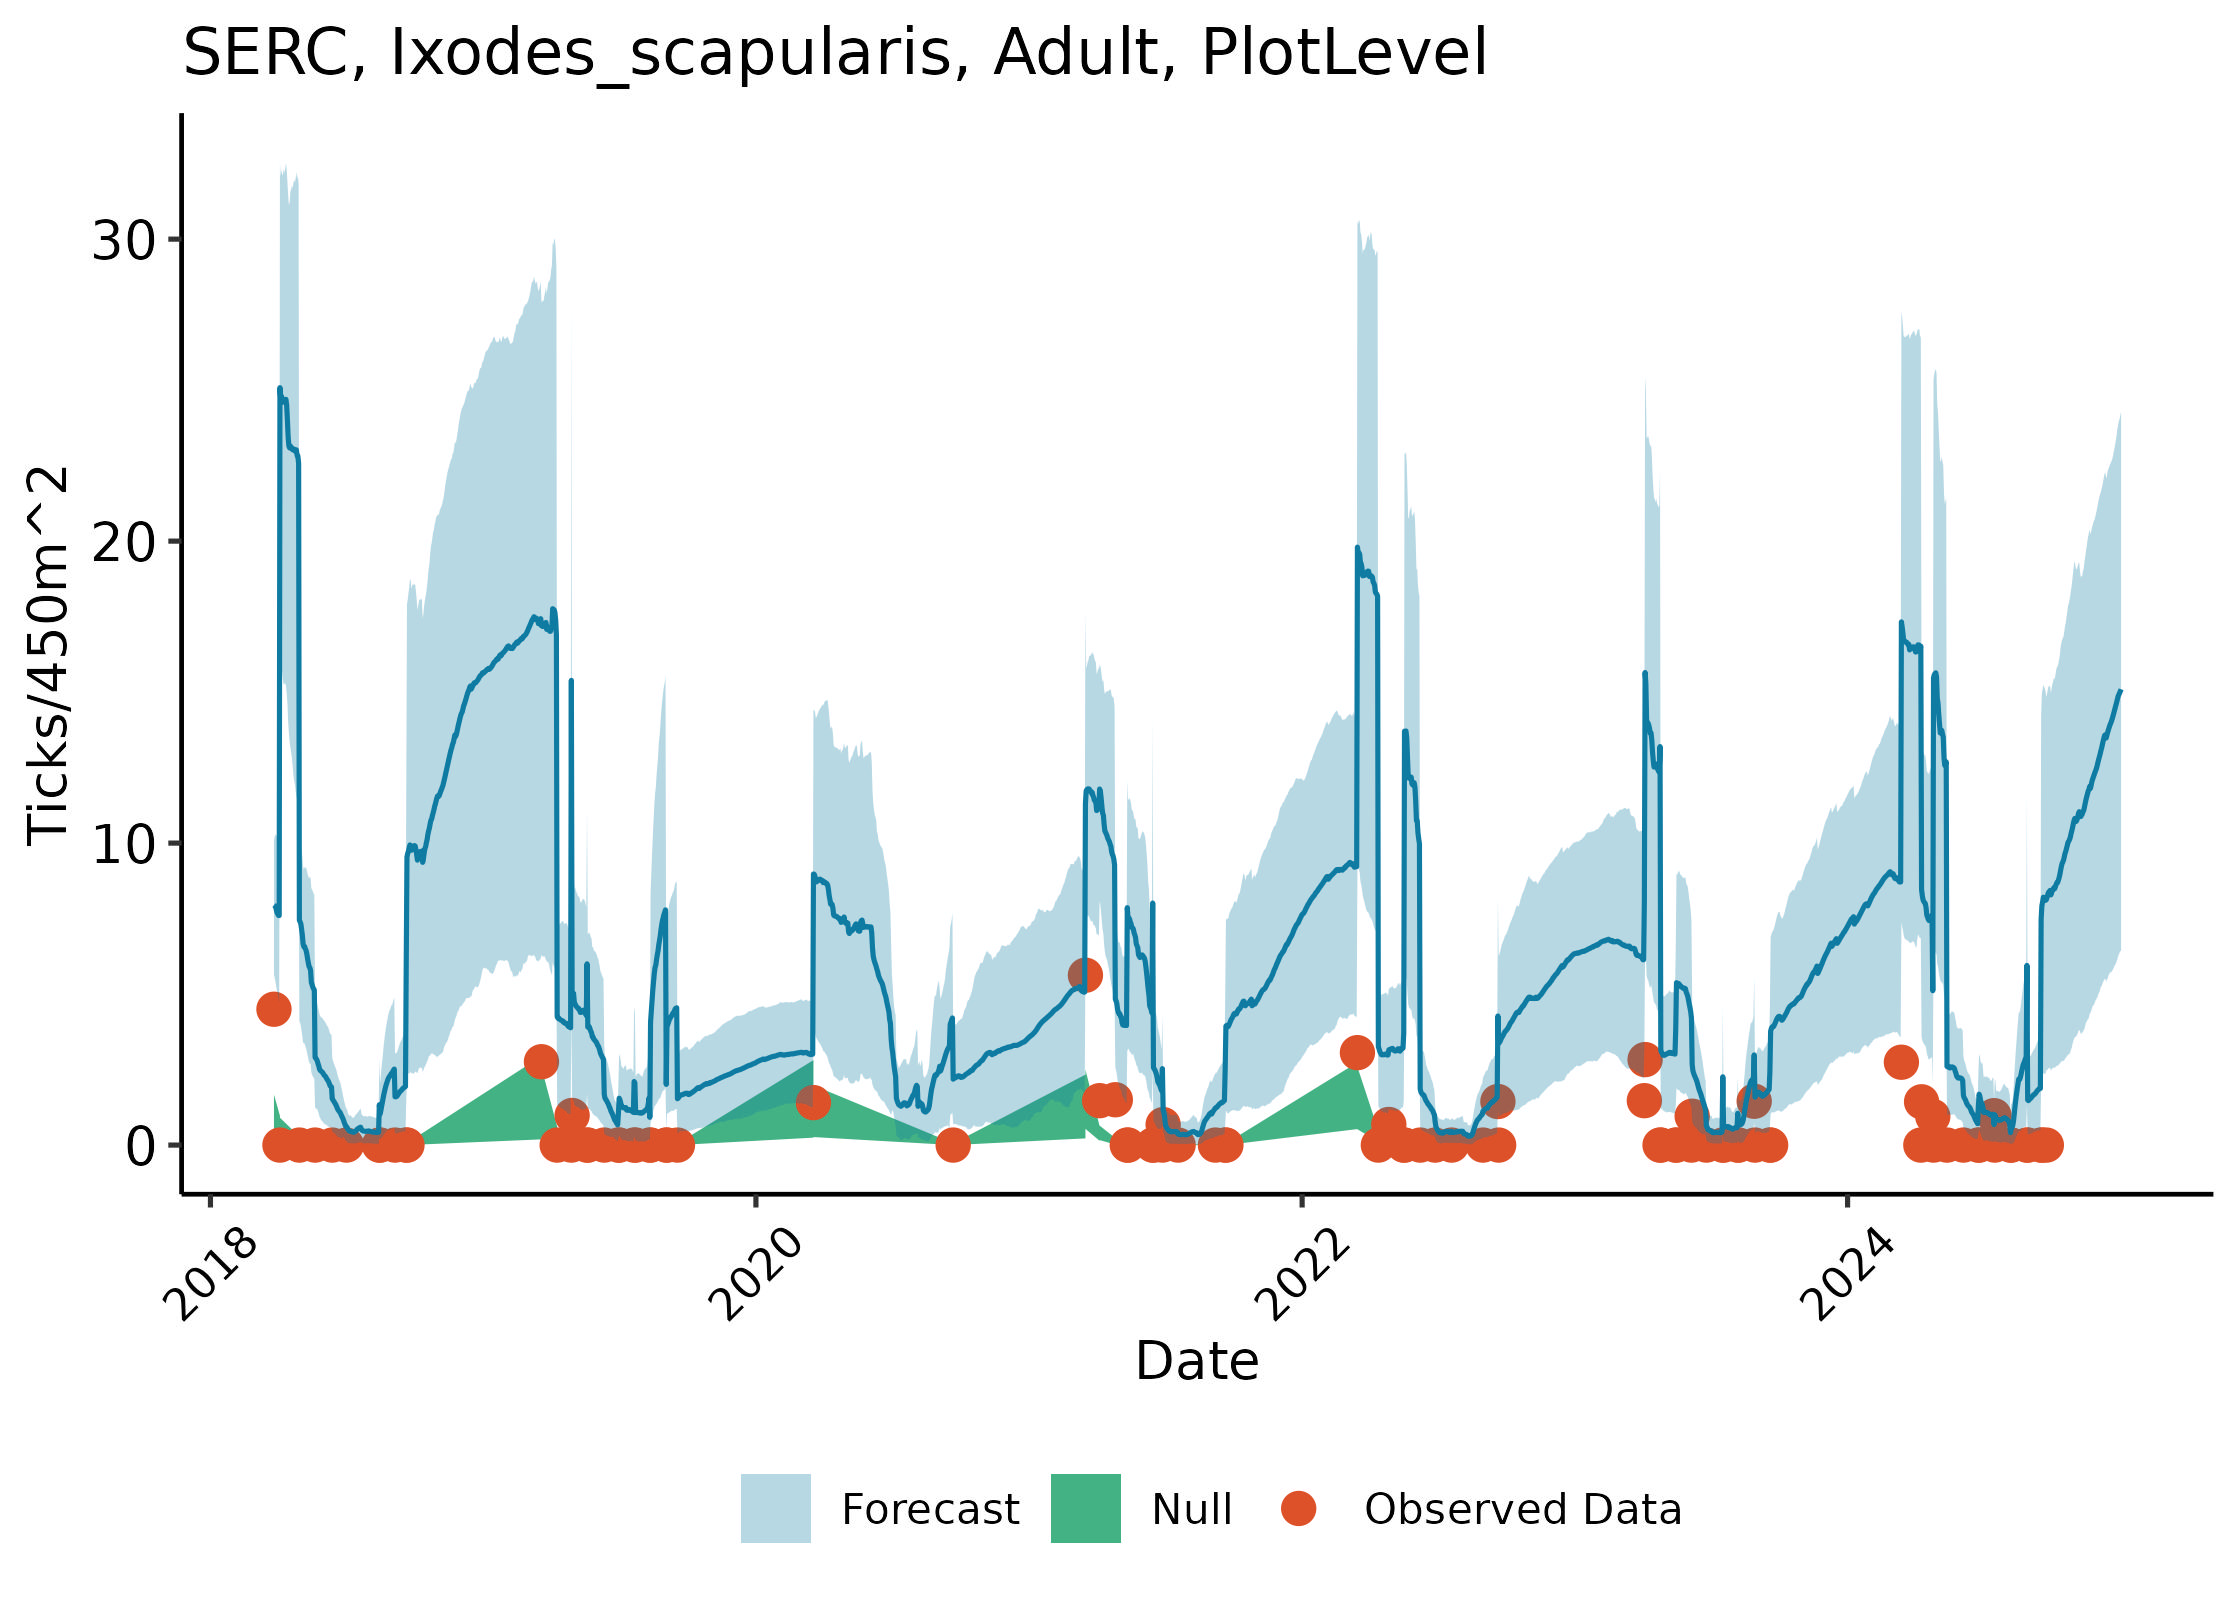 SERC, Ixodes_scapularis, Adult, PlotLevel
Ticks/450m^2
30
20
10
0
2018
2020
2022
2024
Date
Forecast
Null
Observed Data